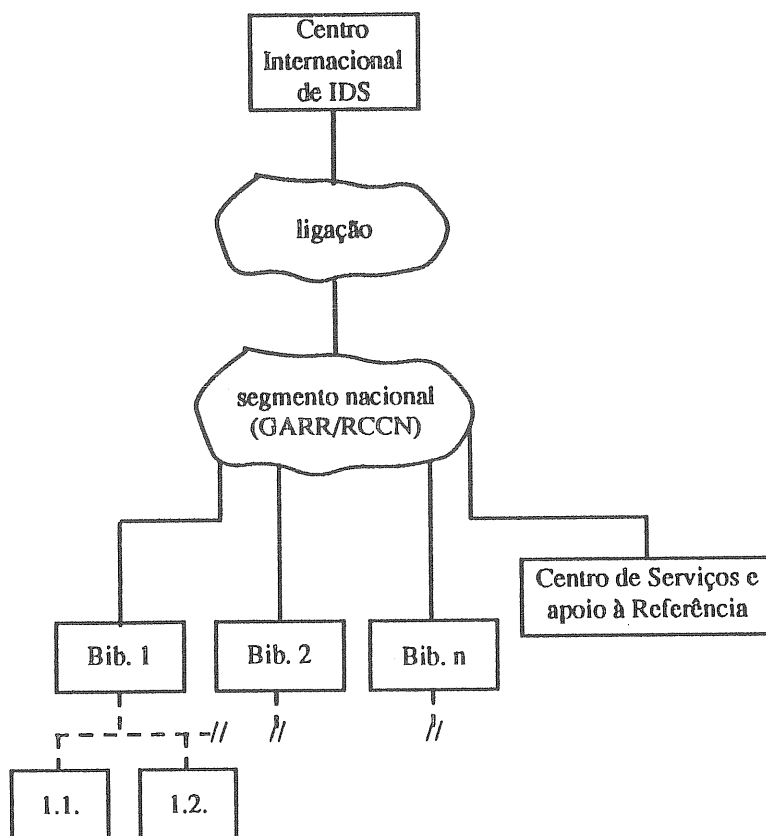 Centro
Internacional
de IDS
ligação
segmento nacional
(GARR/RCCN)
Centro de Serviços e
apoio à Referência
Bib. 1
Bib. 2
Bib. n
//
//
//
1.1.
1.2.